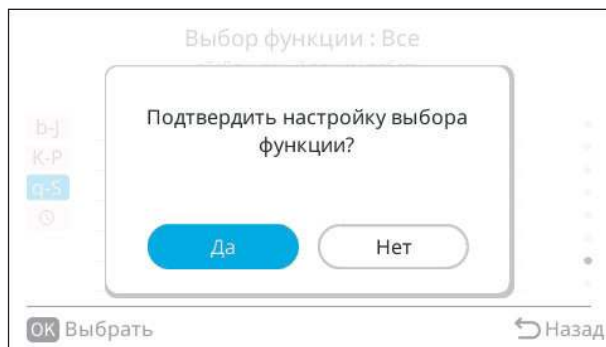 Выбор функции : Все
b-J
K-P
q-S
Подтвердить настройку выбора
функции?
Да
Нет
OK Выбрать
Назад